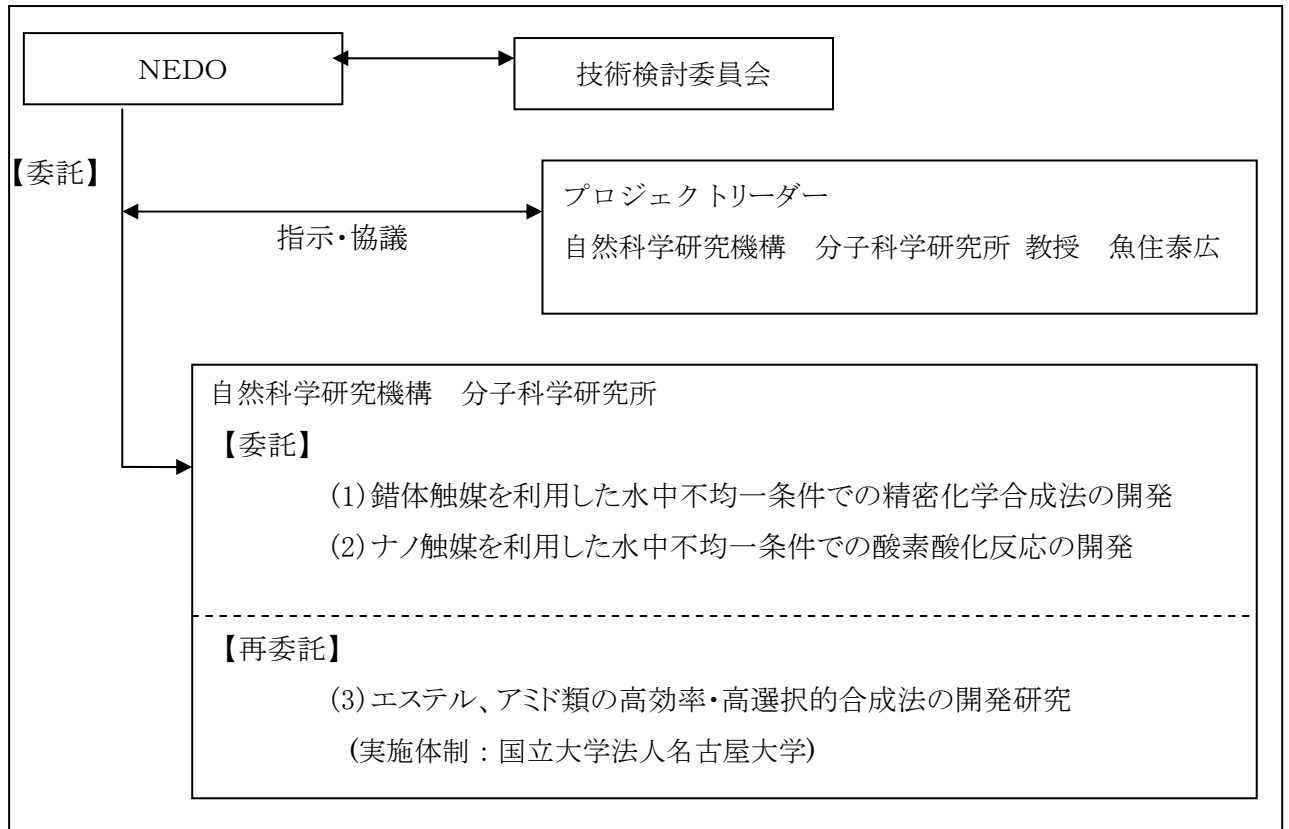 NEDO
技術検討委員会
【委託】
プロジェクトリーダー
自然科学研究機構　分子科学研究所 教授　魚住泰広
指示・協議
自然科学研究機構　分子科学研究所
【委託】
(1)錯体触媒を利用した水中不均一条件での精密化学合成法の開発
(2)ナノ触媒を利用した水中不均一条件での酸素酸化反応の開発
【再委託】
(3)エステル、アミド類の高効率・高選択的合成法の開発研究
(実施体制：国立大学法人名古屋大学)